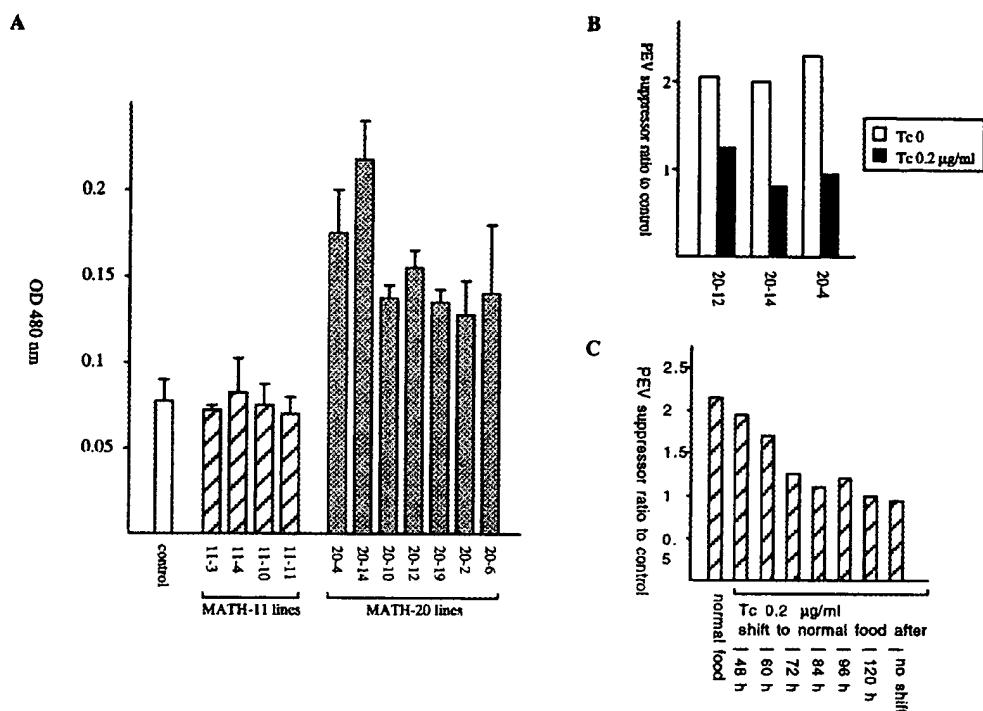 A
OD 480 nm
0.2
0.15
0.1
0.05
control
11-3
11-4
11-10
11-11
20-4
20-14
20-10
20-12
20-19
20-2
20-6
MATH-11 lines
MATH-20 lines
B
PEV suppressor ratio to control
2
1
20-12
20-14
20-4
Tc 0
Tc 0.2 µg/ml
C
PEV suppressor ratio to control
2.5
2
1.5
1
0.
5
normal food
Tc 0.2 µg/ml
shift to normal food after
48 h
60 h
72 h
84 h
96 h
120 h
no shift